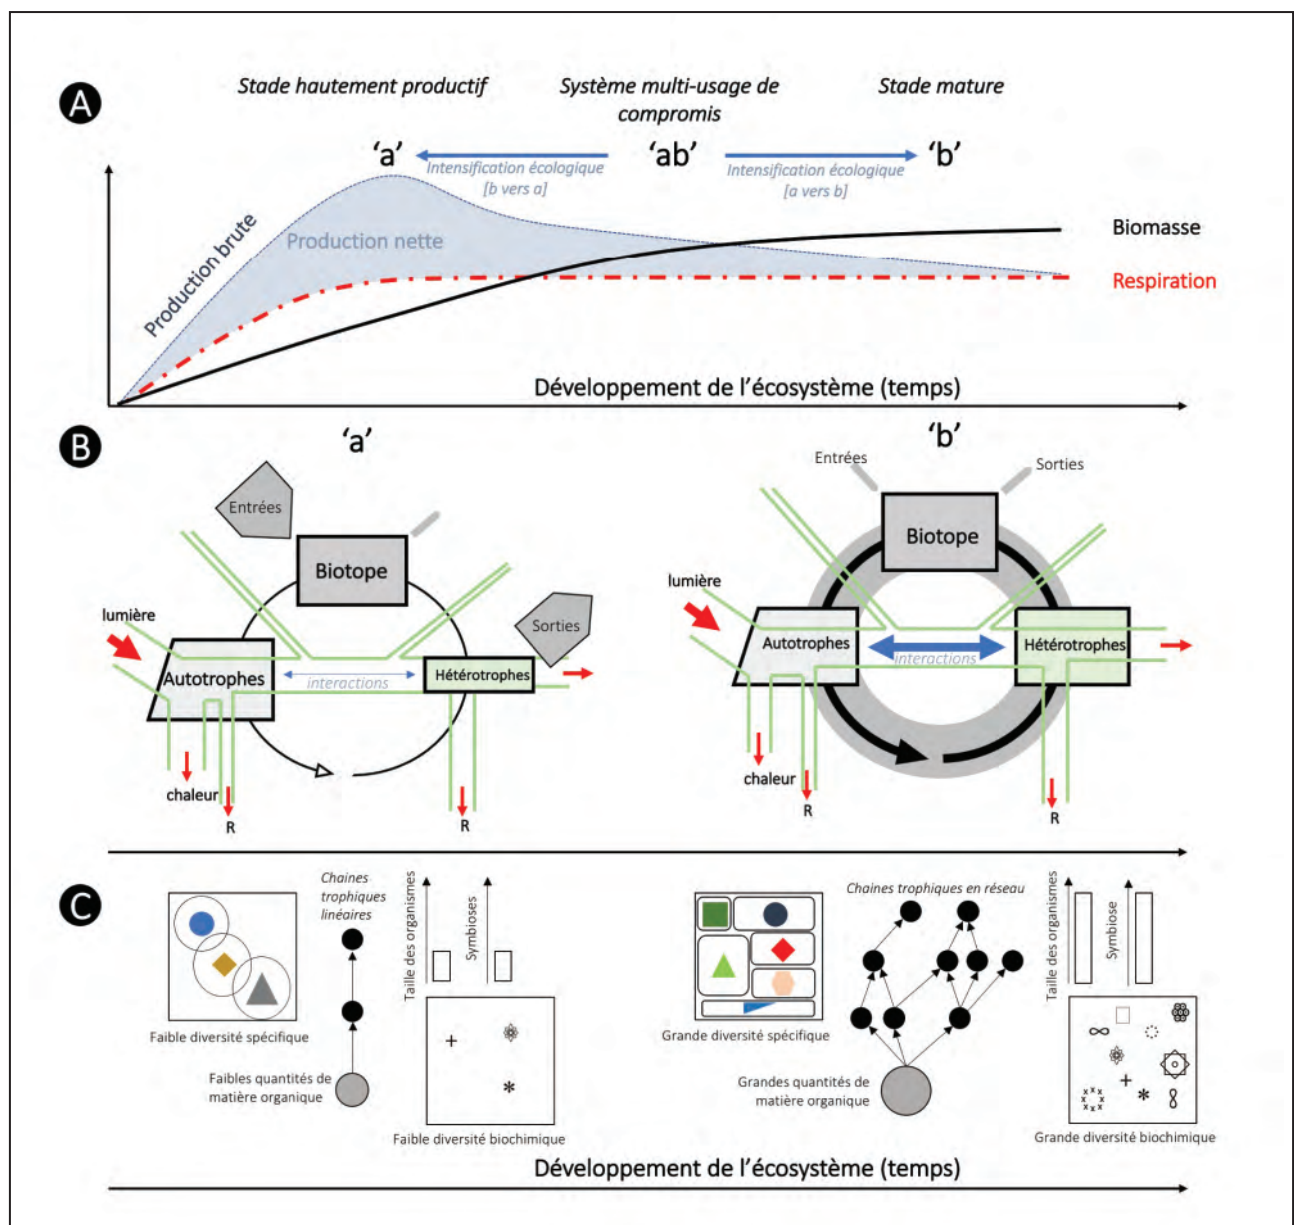 A
Stade hautement productif
Système multi-usage de
compromis
Stade mature
‘a’
‘ab’
‘b’
Intensification écologique
[b vers a]
Intensification écologique
[a vers b]
Production brute
Production nette
Biomasse
Respiration
Développement de l’écosystème (temps)
B
‘a’
‘b’
Entrées
Biotope
lumière
Autotrophes
interactions
Hétérotrophes
Sorties
chaleur
R
R
Entrées
Sorties
Biotope
lumière
Autotrophes
interactions
Hétérotrophes
chaleur
R
R
C
Faible diversité spécifique
Chaines
trophiques
linéaires
Faibles quantités de
matière organique
Taille des organismes
Symbioses
Faible diversité biochimique
Grande diversité spécifique
Chaines trophiques en réseau
Grandes quantités de
matière organique
Taille des organismes
Symbiose
Grande diversité biochimique
Développement de l’écosystème (temps)